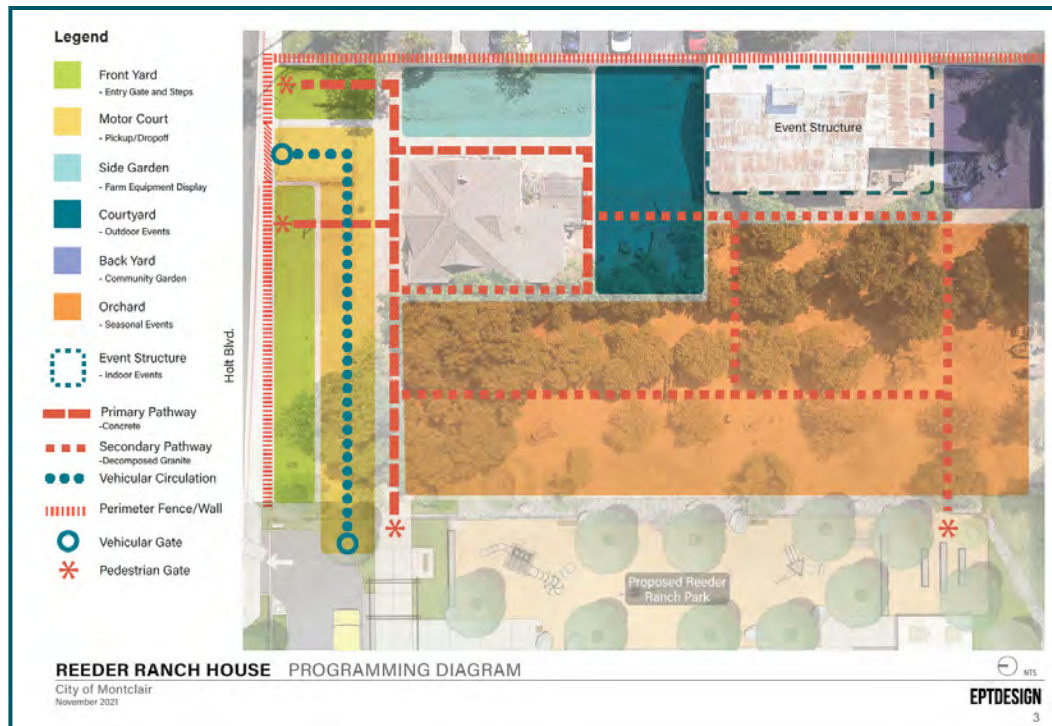 Legend
Front Yard
- Entry Gate and Steps
Motor Court
- Pickup/Dropoff
Side Garden
- Farm Equipment Display
Courtyard
- Outdoor Events
Back Yard
- Community Garden
Orchard
- Seasonal Events
Event Structure
- Indoor Events
Primary Pathway
-Concrete
Secondary Pathway
-Decomposed Granite
Vehicular Circulation
Perimeter Fence/Wall
Vehicular Gate
Pedestrian Gate
Holt Blvd.
Event Structure
Proposed Reeder
Ranch Park
REEDER RANCH HOUSE PROGRAMMING DIAGRAM
City of Montclair
November 2021
NTS
EPTDESIGN
3